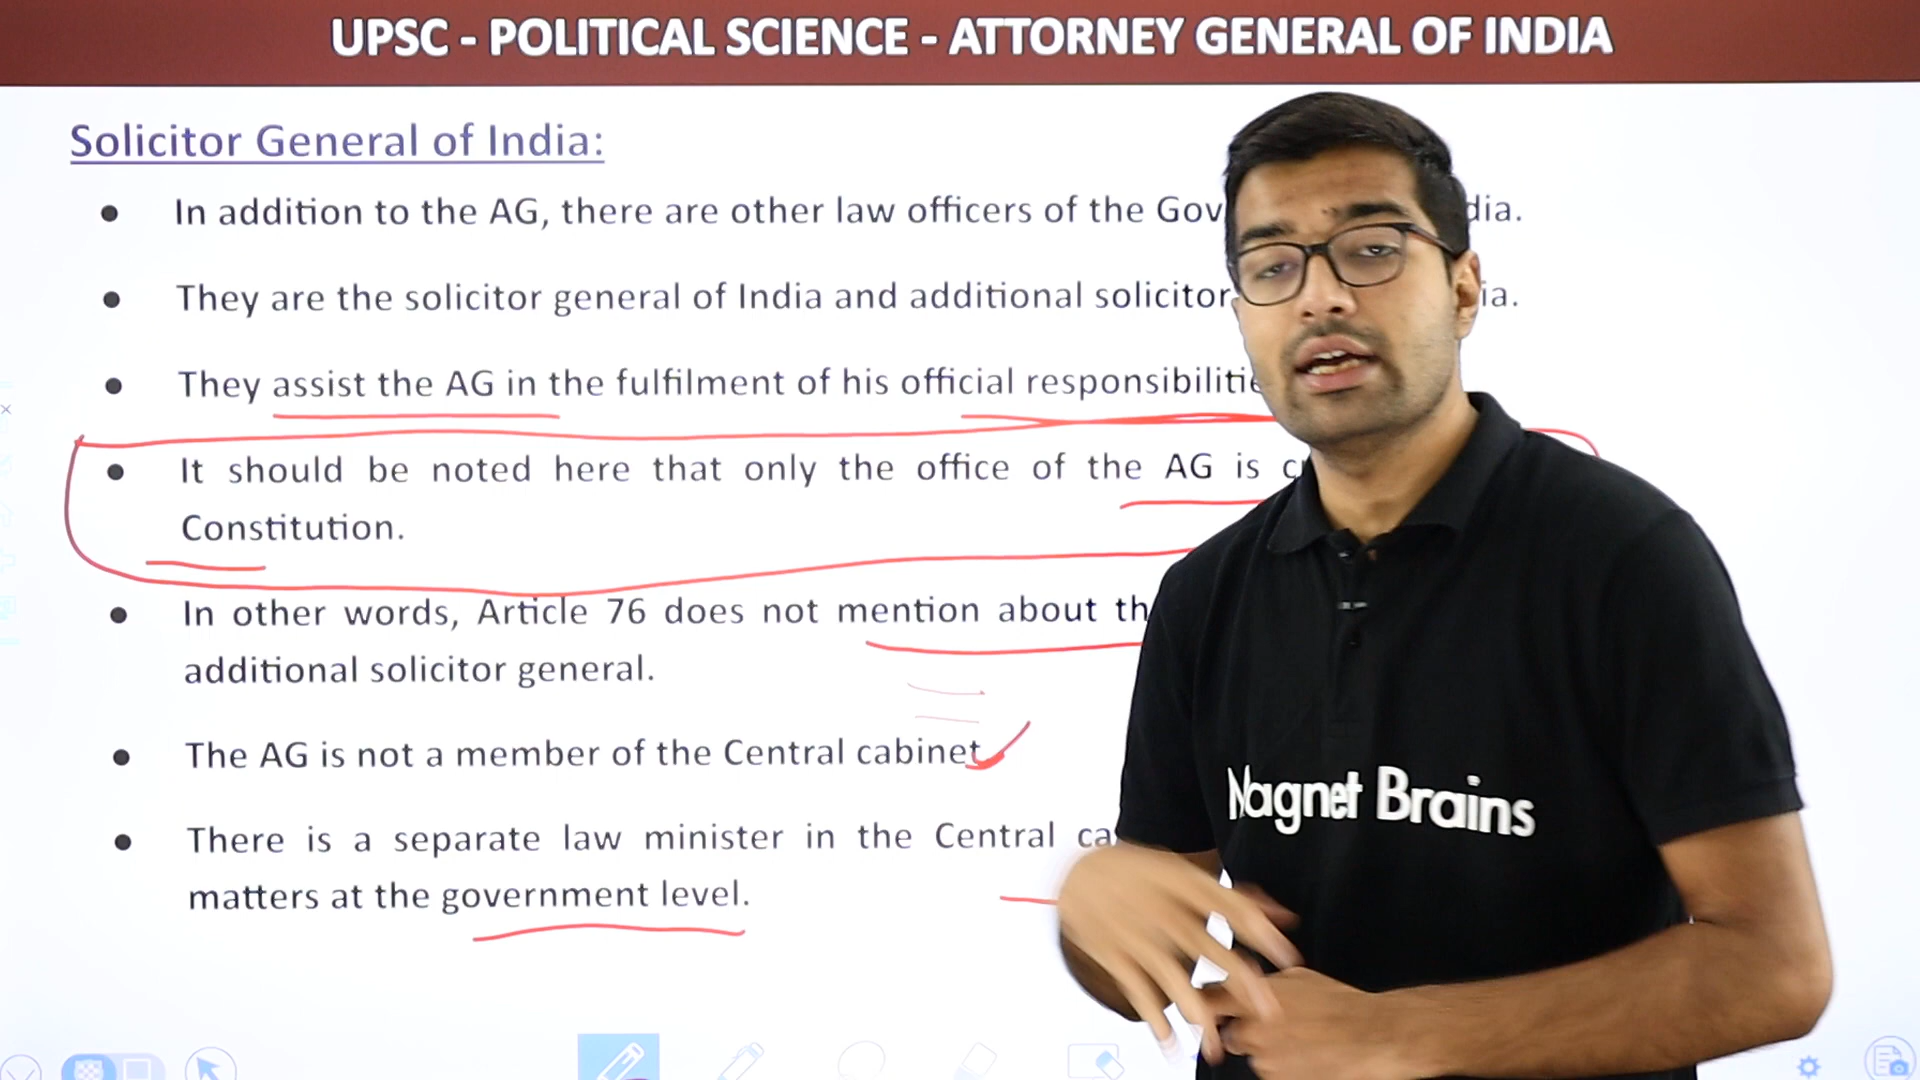 UPSC - POLITICAL SCIENCE - ATTORNEY GENERAL OF INDIA
Solicitor General of India:
In addition to the AG, there are other law officers of the Gov dia.
They are the solicitor general of India and additional solicitor ia.
They assist the AG in the fulfilment of his official responsibilitie
It should be noted here that only the office of the AG is
Constitution.
In other words, Article 76 does not mention about th
additional solicitor general.
The AG is not a member of the Central cabinet
There is a separate law minister in the Central ca
matters at the government level.
Magnet Brains